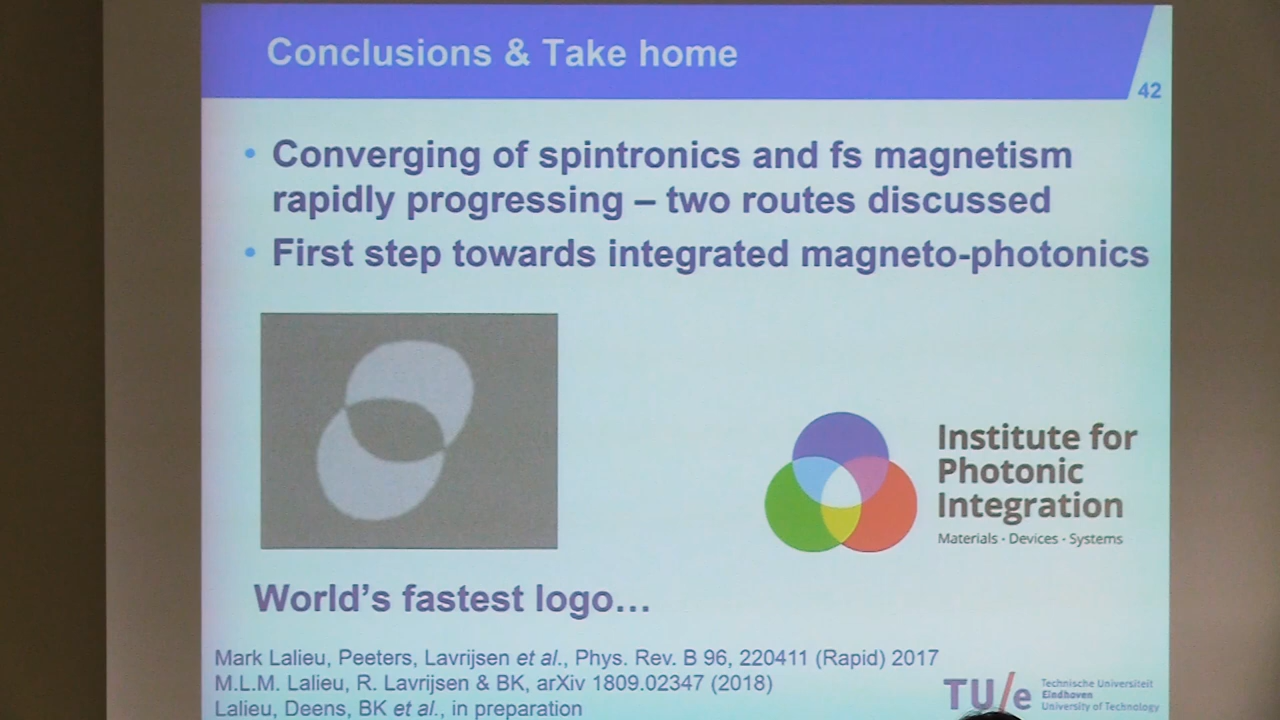 Conclusions & Take home
42
• Converging of spintronics and fs magnetism
rapidly progressing – two routes discussed
• First step towards integrated magneto-photonics
Institute for
Photonic
Integration
Materials · Devices · Systems
World's fastest logo…
Mark Lalieu, Peeters, Lavrijsen et al., Phys. Rev. B 96, 220411 (Rapid) 2017
M.L.M. Lalieu, R. Lavrijsen & BK, arXiv 1809.02347 (2018)
Lalieu, Deens, BK et al., in preparation
TU/e
Technische Universiteit
Eindhoven
University of Technology